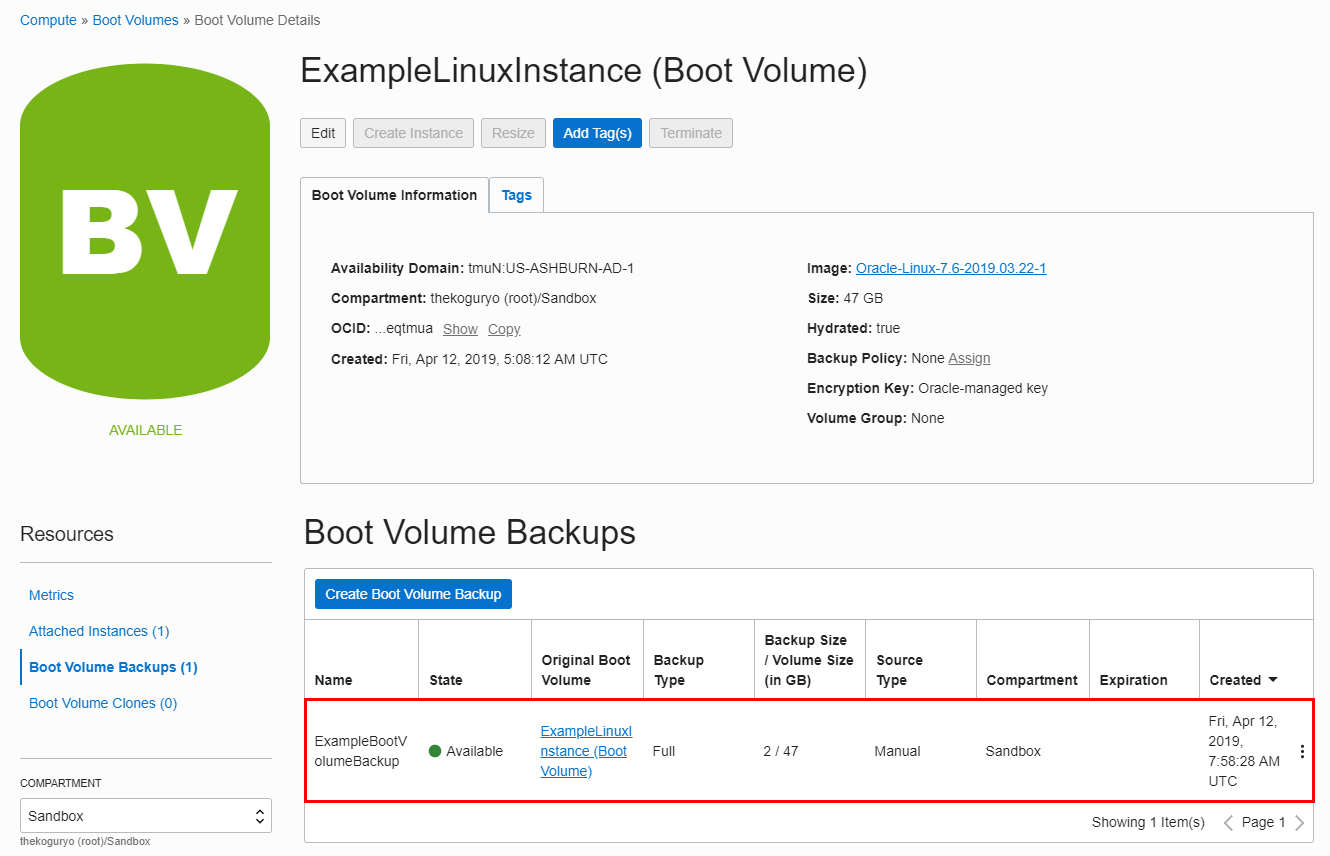 Compute » Boot Volumes » Boot Volume Details
BV
AVAILABLE
ExampleLinuxInstance (Boot Volume)
Edit Create Instance Resize Add Tag(s) Terminate
Boot Volume Information Tags
Availability Domain: tmuN:US-ASHBURN-AD-1
Compartment: thekoguryo (root)/Sandbox
OCID: ...eqtmua Show Copy
Created: Fri, Apr 12, 2019, 5:08:12 AM UTC
Image: Oracle-Linux-7.6-2019.03.22-1
Size: 47 GB
Hydrated: true
Backup Policy: None Assign
Encryption Key: Oracle-managed key
Volume Group: None
Resources
Metrics
Attached Instances (1)
Boot Volume Backups (1)
Boot Volume Clones (0)
COMPARTMENT
Sandbox
thekoguryo (root)/Sandbox
Boot Volume Backups
Create Boot Volume Backup
Name
State
Original Boot
Volume
Backup
Type
Backup Size
/ Volume Size
(in GB)
Source
Type
Compartment
Expiration
Created
ExampleBootV
olumeBackup
Available
ExampleLinuxI
nstance (Boot
Volume)
Full
2 / 47
Manual
Sandbox
Fri, Apr 12,
2019,
7:58:28 AM
UTC
Showing 1 Item(s) Page 1